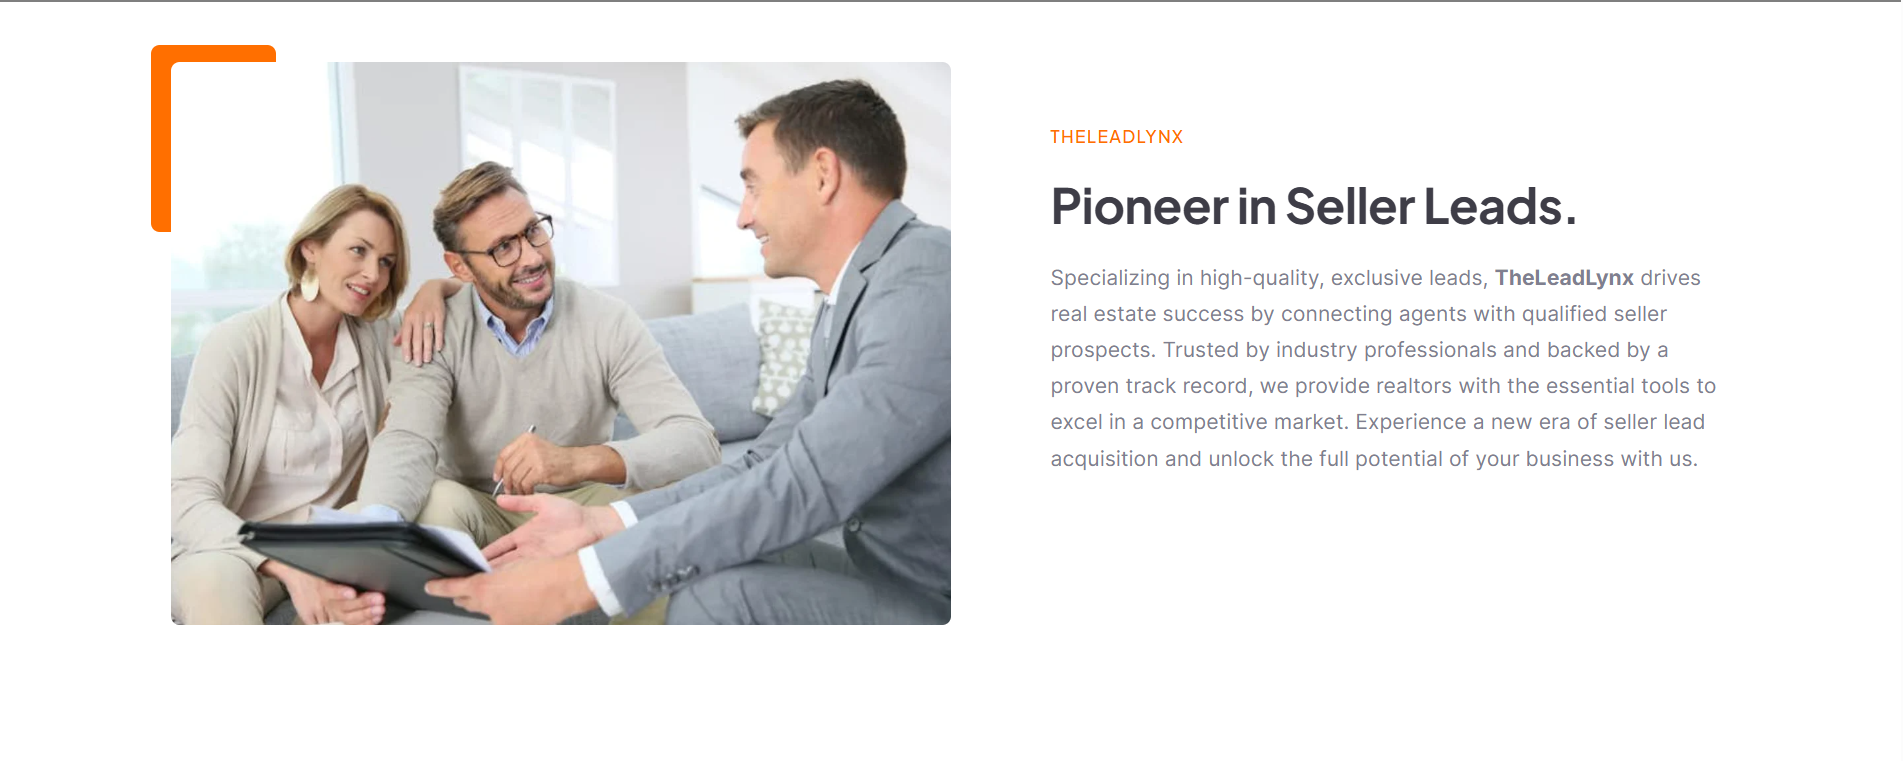 THELEADLYNX
Pioneer in Seller Leads.
Specializing in high-quality, exclusive leads, TheLeadLynx drives
real estate success by connecting agents with qualified seller
prospects. Trusted by industry professionals and backed by a
proven track record, we provide realtors with the essential tools to
excel in a competitive market. Experience a new era of seller lead
acquisition and unlock the full potential of your business with us.